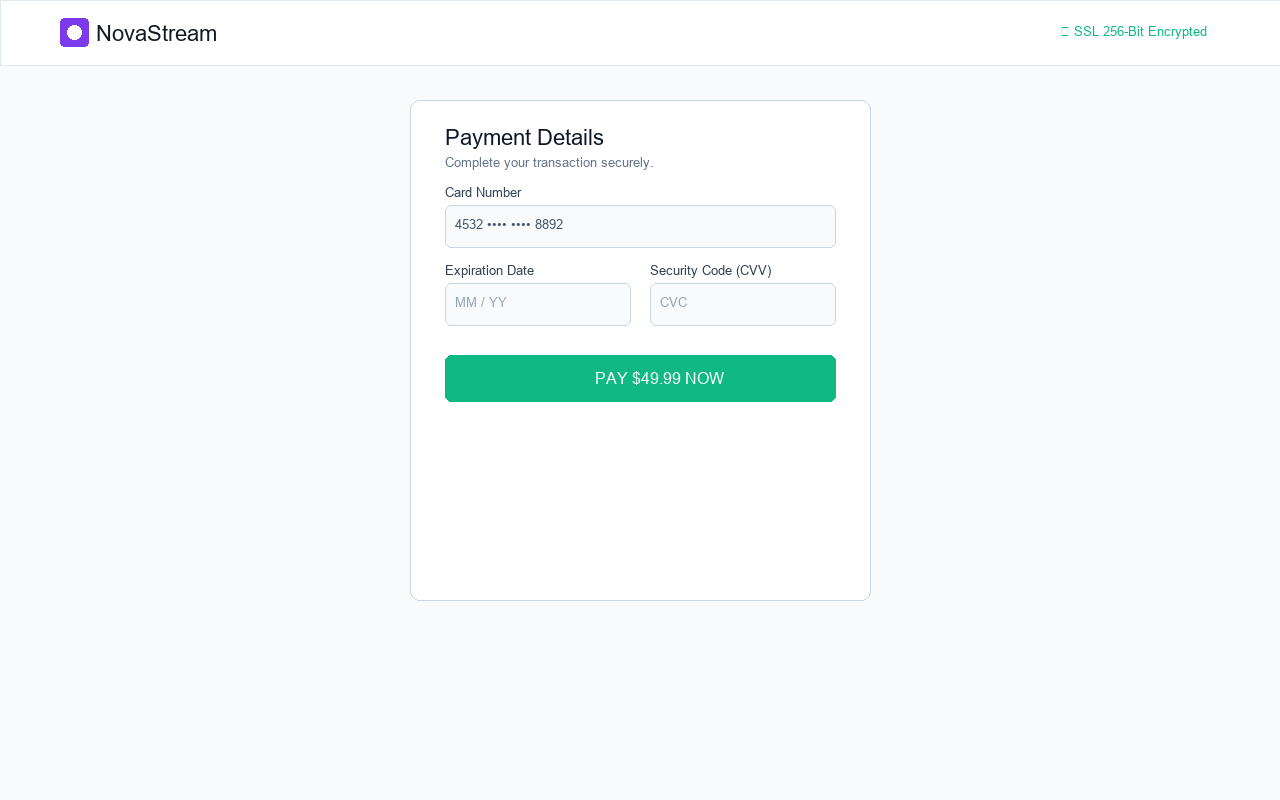 NovaStream
SSL 256-Bit Encrypted
Payment Details
Complete your transaction securely.
Card Number
4532 •••• •••• 8892
Expiration Date
Security Code (CVV)
MM / YY
CVC
PAY $49.99 NOW